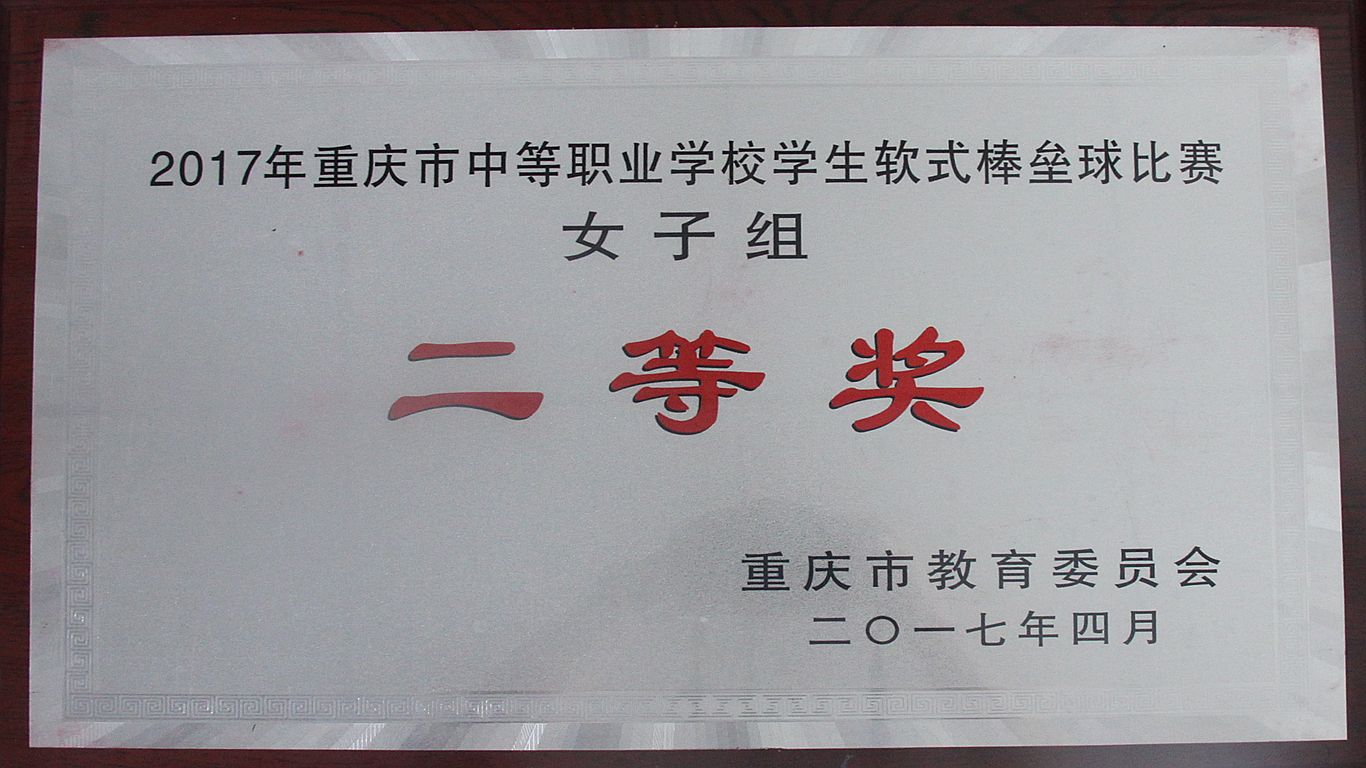 2017年重庆市中等职业学校学生软式棒垒球比赛
女子组
二等奖
重庆市教育委员会
二〇一七年四月